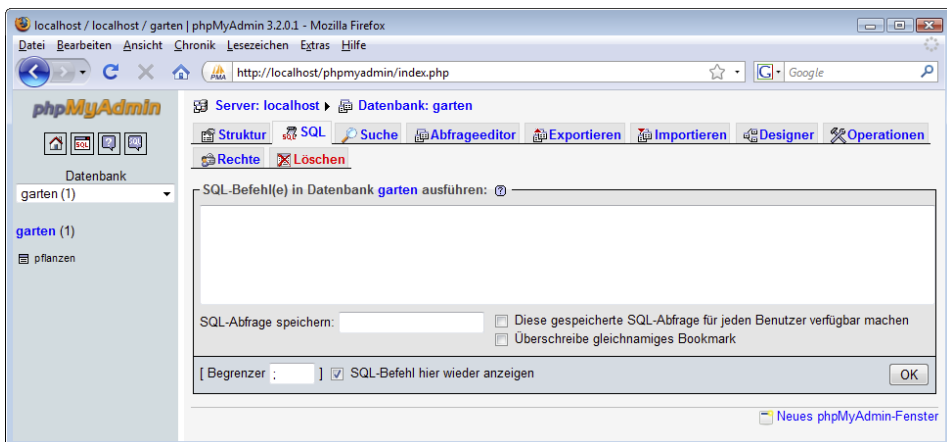 localhost / localhost / garten | phpMyAdmin 3.2.0.1 - Mozilla Firefox
Datei Bearbeiten Ansicht Chronik Lesezeichen Extras Hilfe
PMA http://localhost/phpmyadmin/index.php G Google
phpMyAdmin
SQL
Datenbank
garten (1)
garten (1)
pflanzen
Server: localhost Datenbank: garten
Struktur SQL Suche Abfrageeditor Exportieren Importieren Designer Operationen
Rechte Löschen
SQL-Befehl(e) in Datenbank garten ausführen:
SQL-Abfrage speichern: Diese gespeicherte SQL-Abfrage für jeden Benutzer verfügbar machen
Überschreibe gleichnamiges Bookmark
[ Begrenzer ; ] SQL-Befehl hier wieder anzeigen OK
Neues phpMyAdmin-Fenster